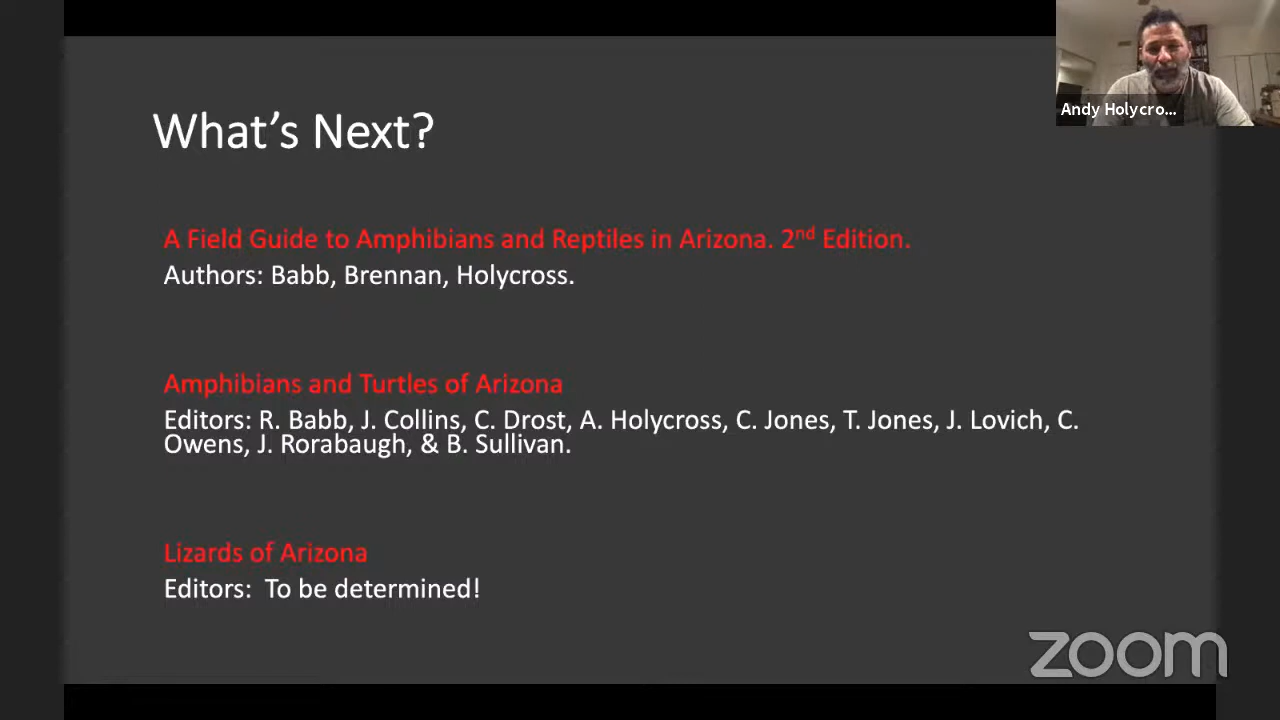 Andy Holycro...
What's Next?
A Field Guide to Amphibians and Reptiles in Arizona. 2nd Edition.
Authors: Babb, Brennan, Holycross.
Amphibians and Turtles of Arizona
Editors: R. Babb, J. Collins, C. Drost, A. Holycross, C. Jones, T. Jones, J. Lovich, C.
Owens, J. Rorabaugh, & B. Sullivan.
Lizards of Arizona
Editors:  To be determined!
zoom